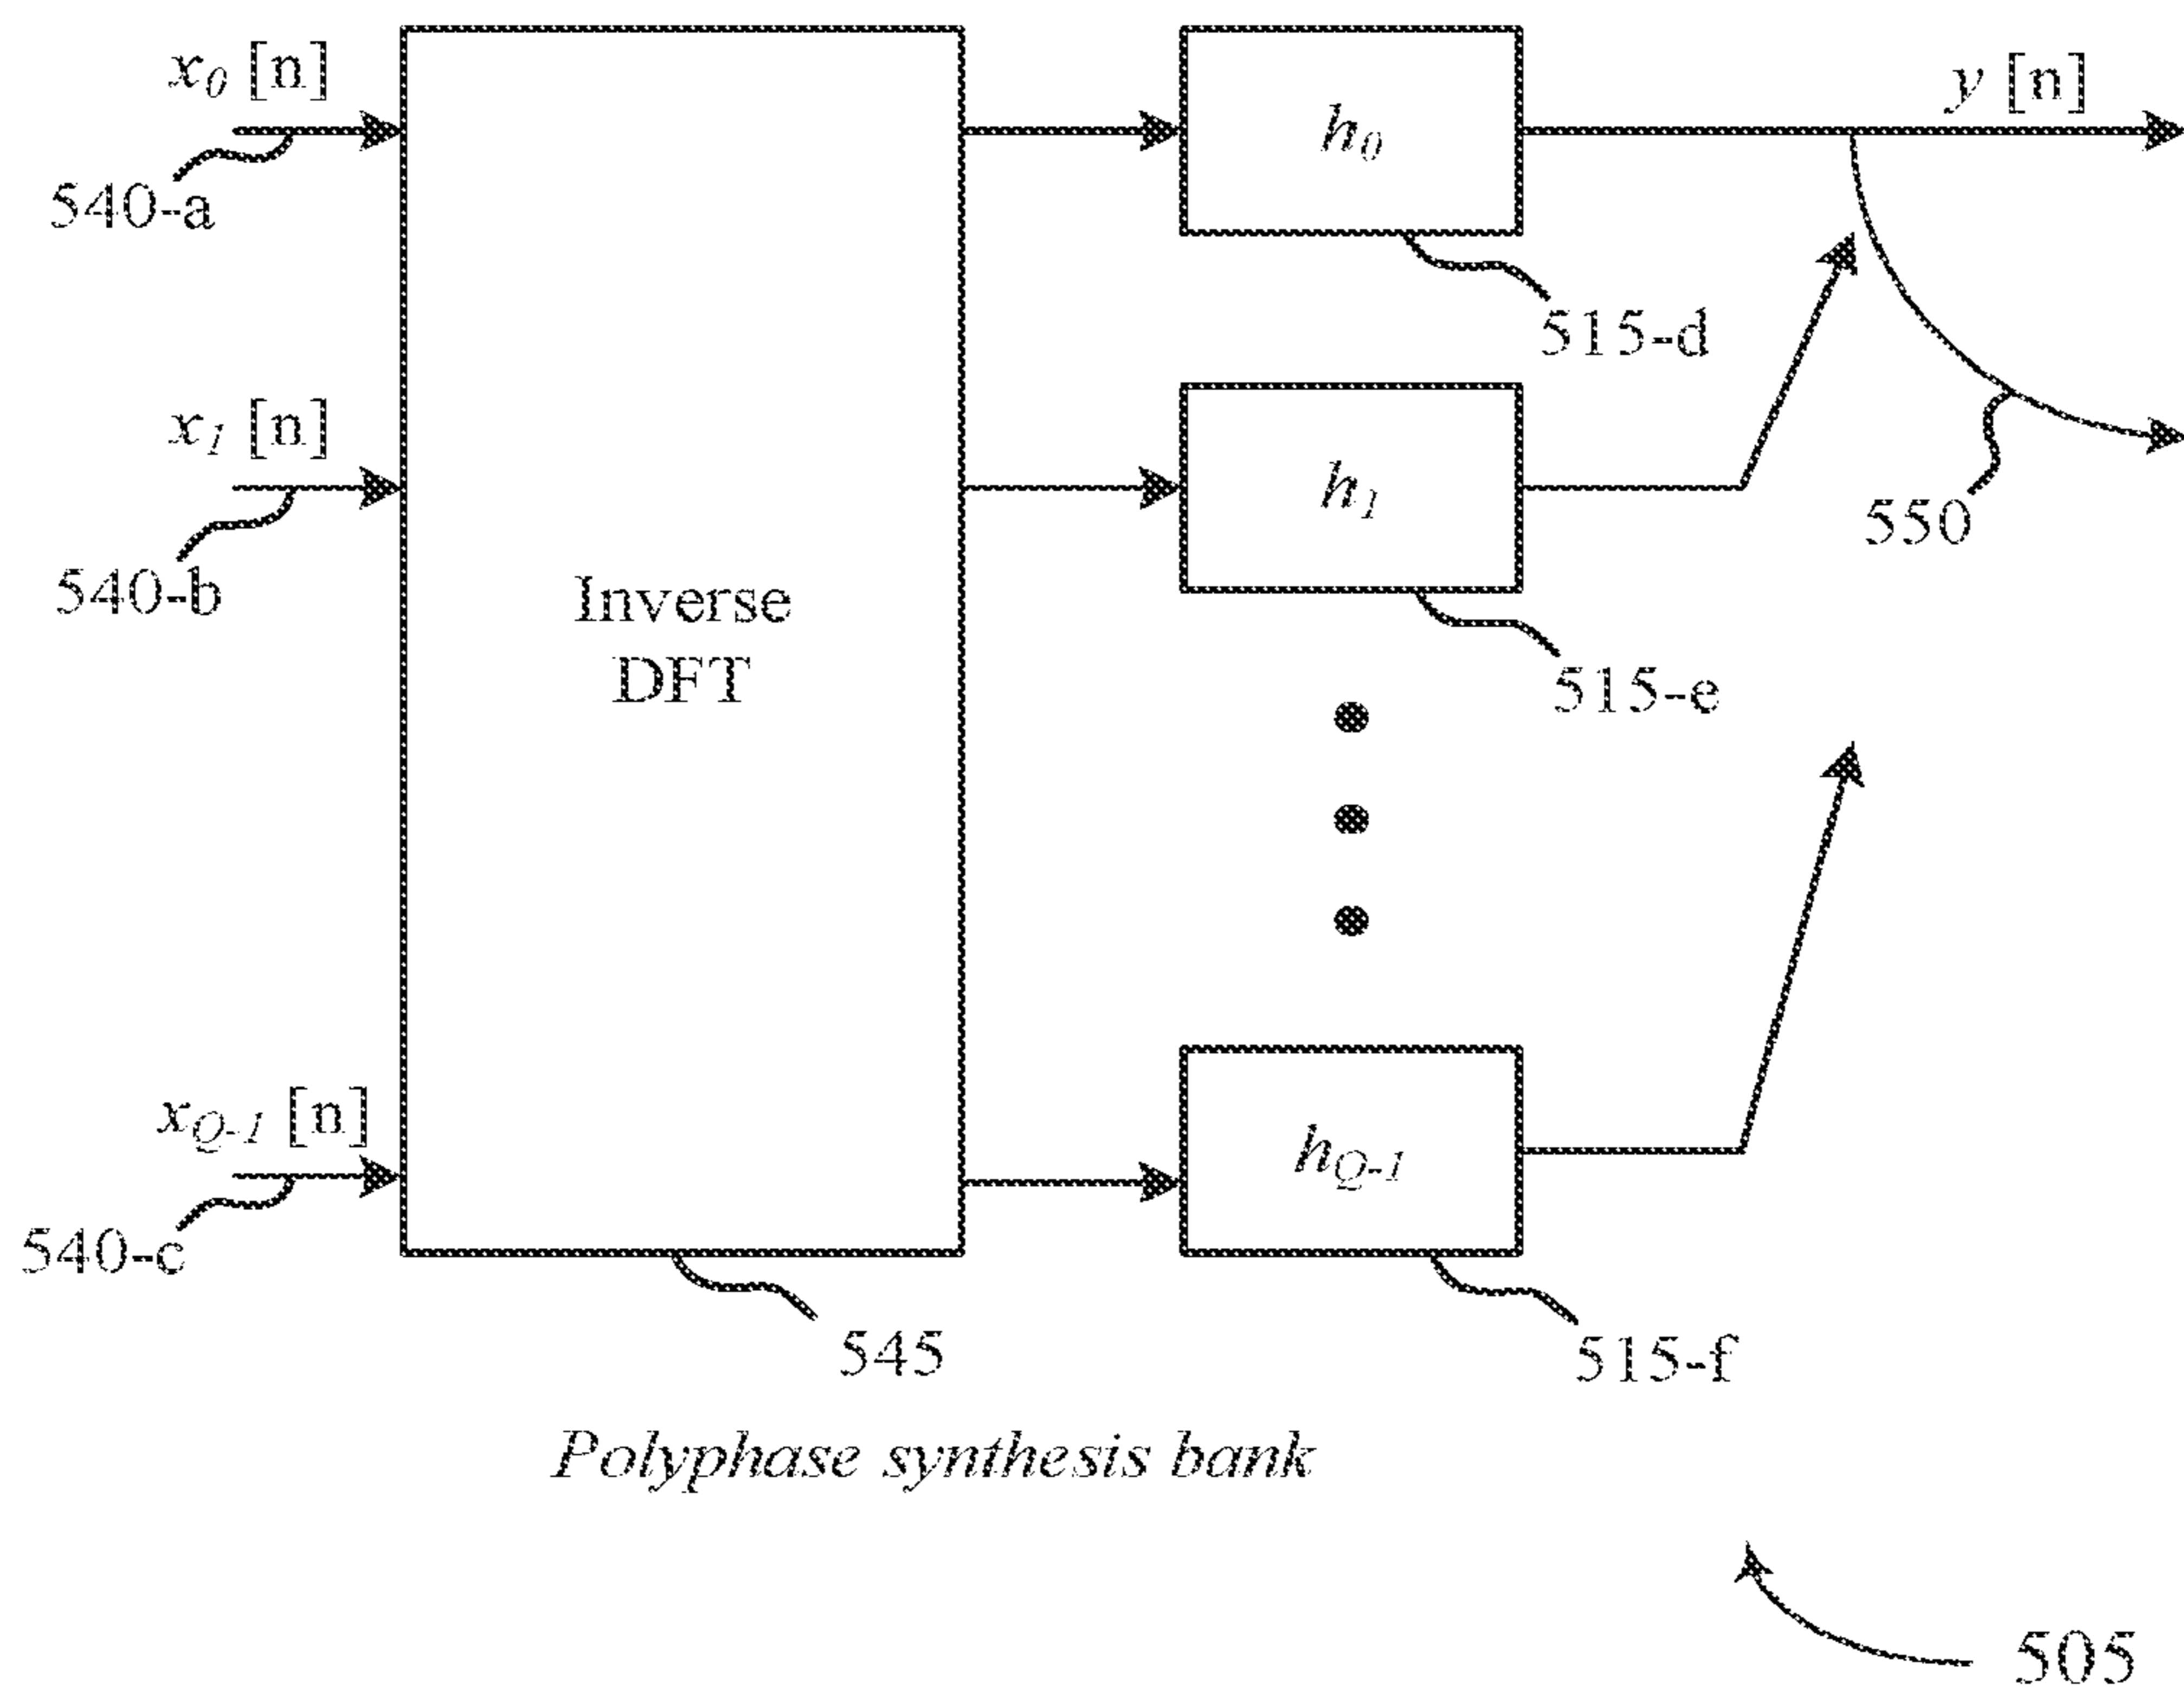 x0 [n]
h0
y [n]
540-a
515-d
x1 [n]
h1
550
540-b
Inverse
DFT
515-e
xQ-1 [n]
hQ-1
540-c
545
515-f
Polyphase synthesis bank
505